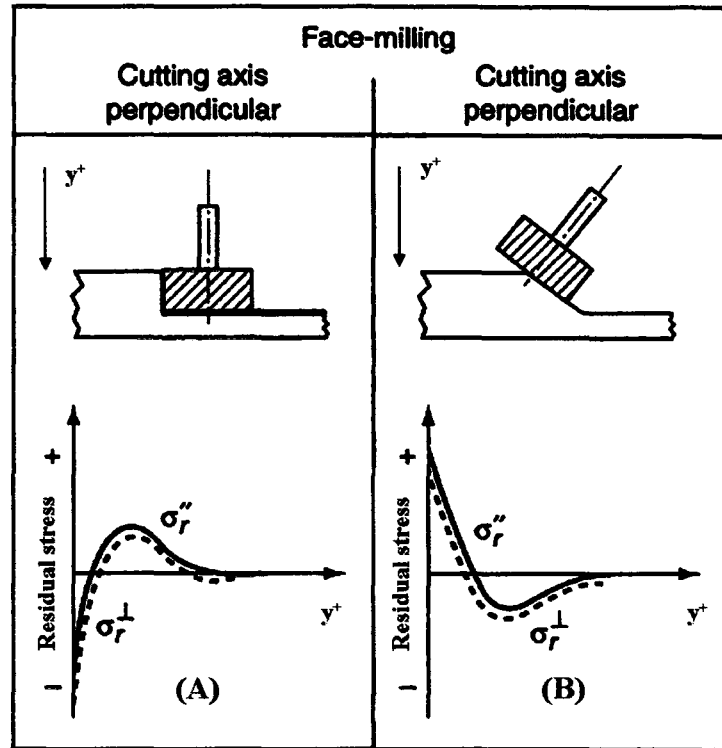 Face-milling
Cutting axis
perpendicular
Cutting axis
perpendicular
y⁺
y⁺
+
Residual stress
−
σᵣ″
σᵣ⊥
y⁺
(A)
+
Residual stress
−
σᵣ″
σᵣ⊥
y⁺
(B)